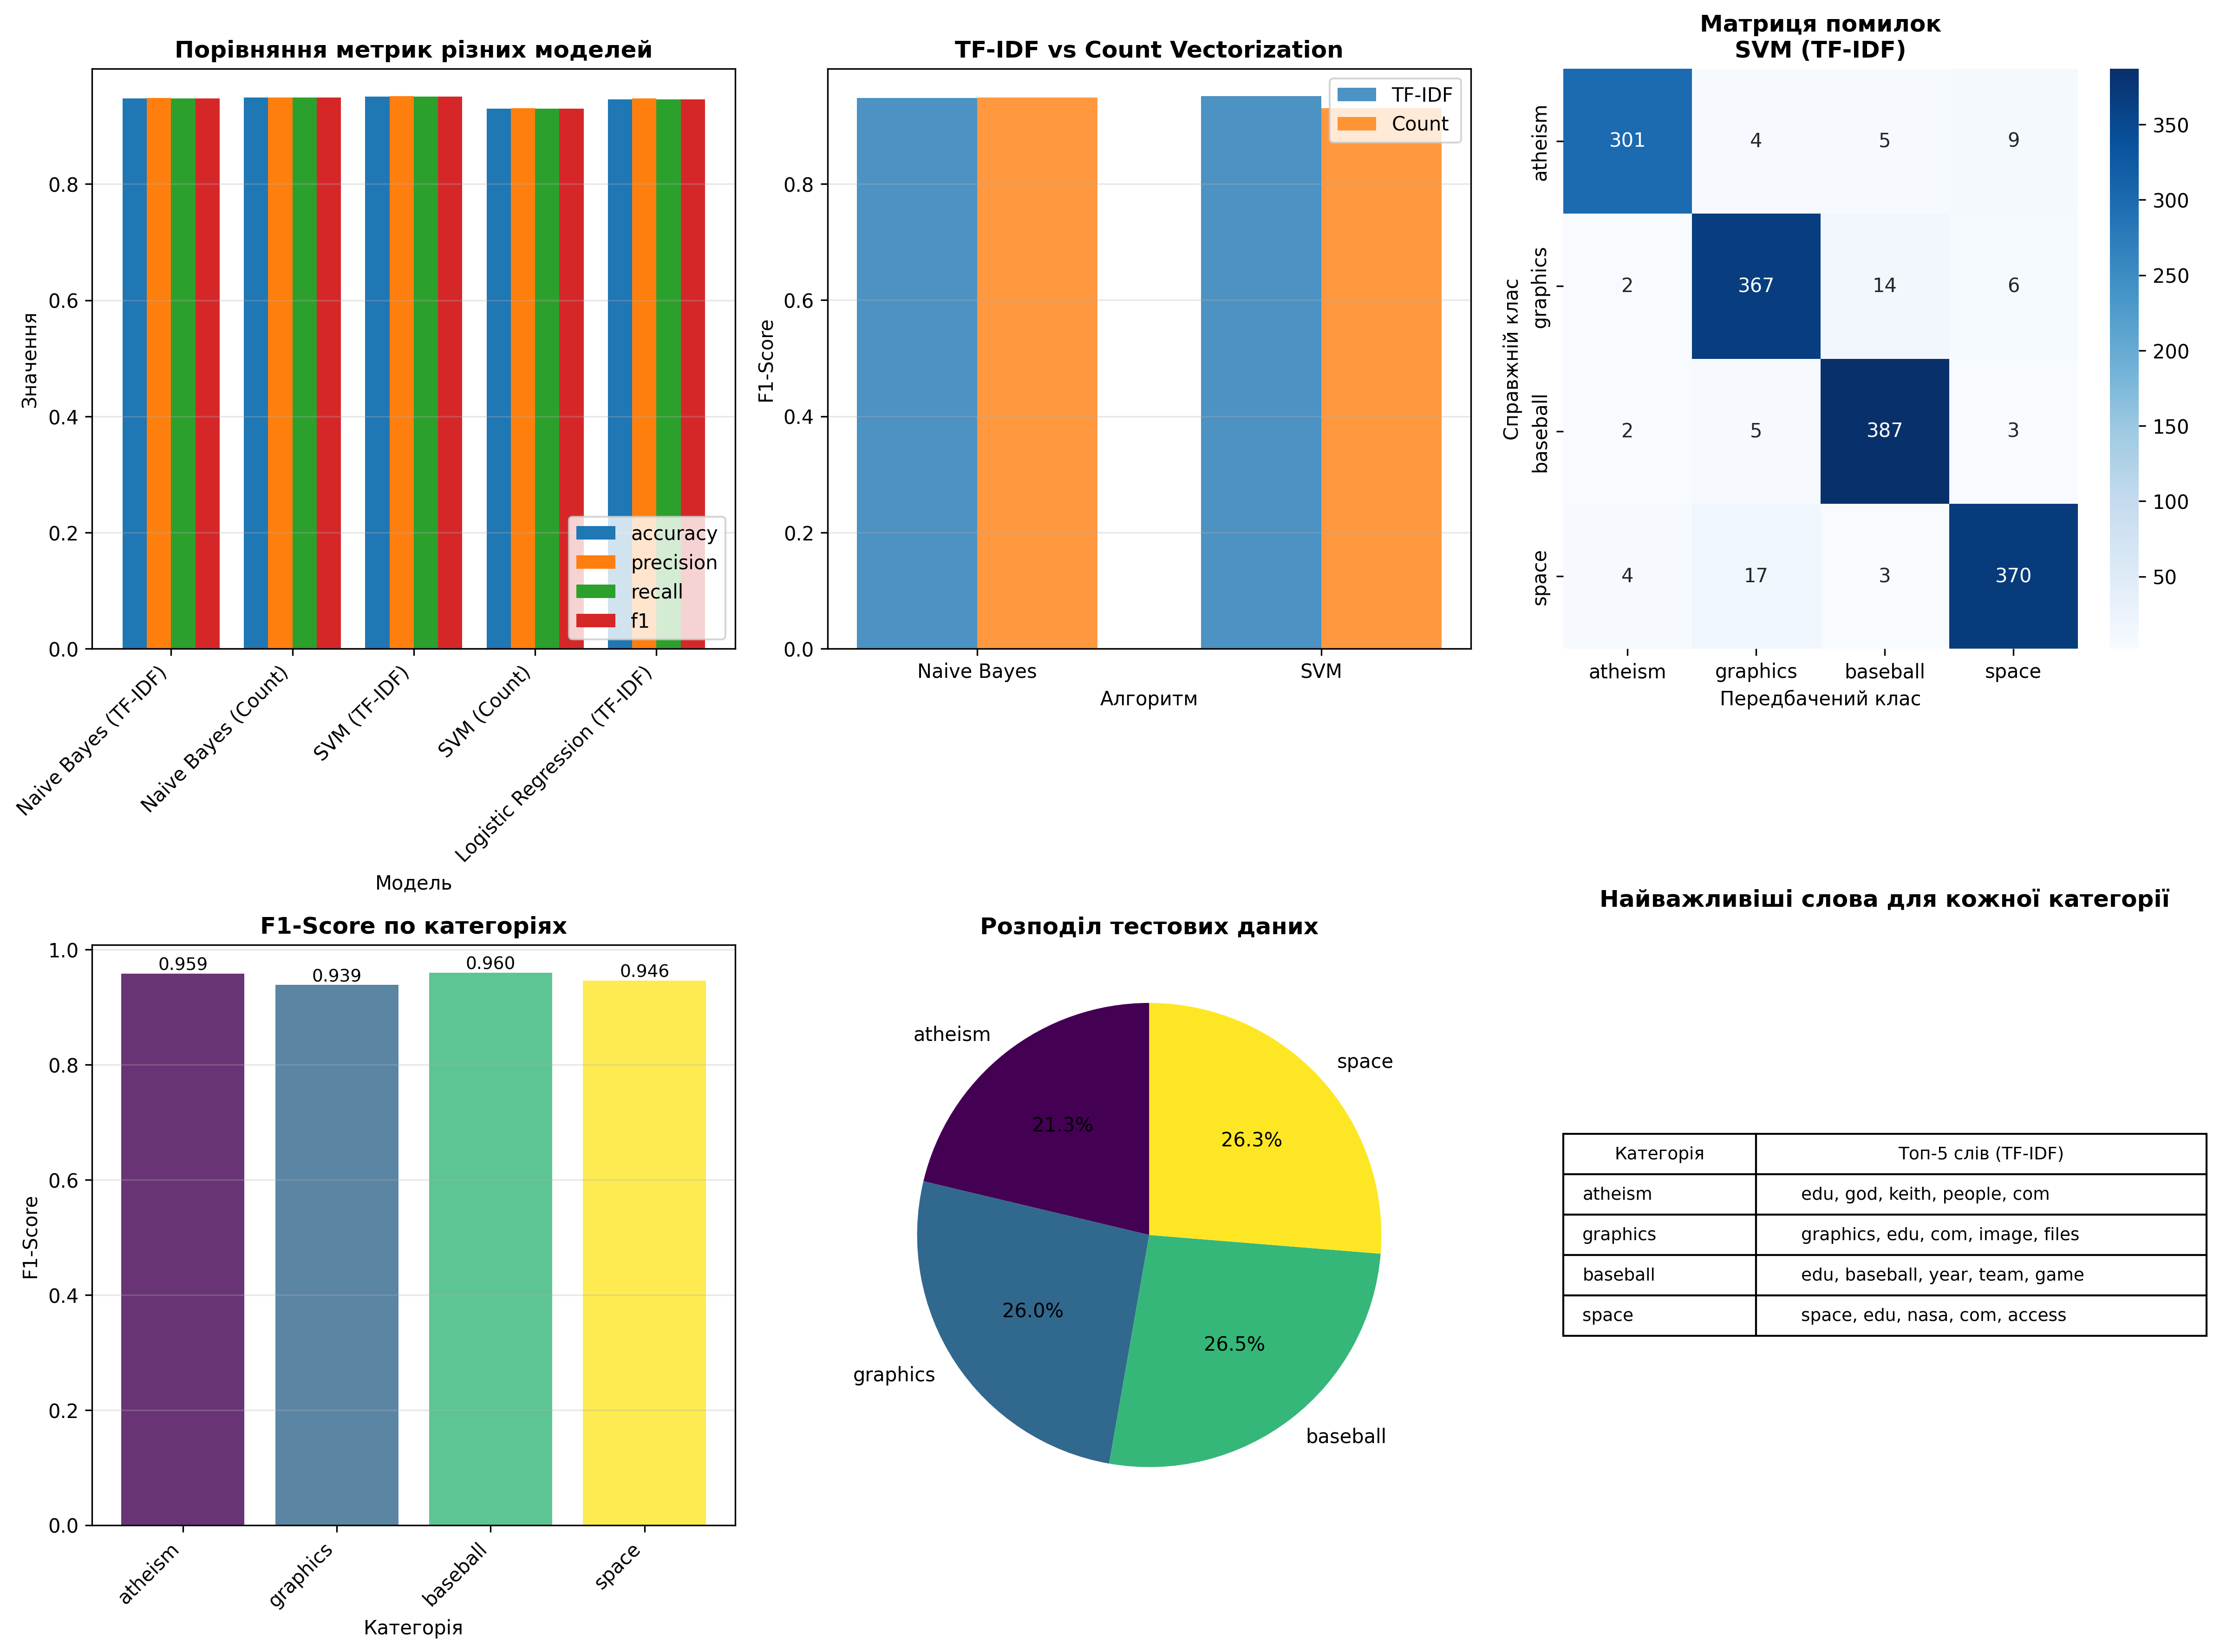 Порівняння метрик різних моделей
Значення
0.8
0.6
0.4
0.2
0.0
accuracy
precision
recall
f1
Naive Bayes (TF-IDF)
Naive Bayes (Count)
SVM (TF-IDF)
SVM (Count)
Logistic Regression (TF-IDF)
Модель
TF-IDF vs Count Vectorization
F1-Score
0.8
0.6
0.4
0.2
0.0
TF-IDF
Count
Naive Bayes
SVM
Алгоритм
Матриця помилок
SVM (TF-IDF)
Справжній клас
atheism
graphics
baseball
space
301 4 5 9
2 367 14 6
2 5 387 3
4 17 3 370
atheism graphics baseball space
Передбачений клас
350
300
250
200
150
100
50
F1-Score по категоріях
F1-Score
1.0
0.8
0.6
0.4
0.2
0.0
0.959
0.939
0.960
0.946
atheism
graphics
baseball
space
Категорія
Розподіл тестових даних
atheism
space
graphics
baseball
21.3%
26.3%
26.0%
26.5%
Найважливіші слова для кожної категорії
Категорія Топ-5 слів (TF-IDF)
atheism edu, god, keith, people, com
graphics graphics, edu, com, image, files
baseball edu, baseball, year, team, game
space space, edu, nasa, com, access